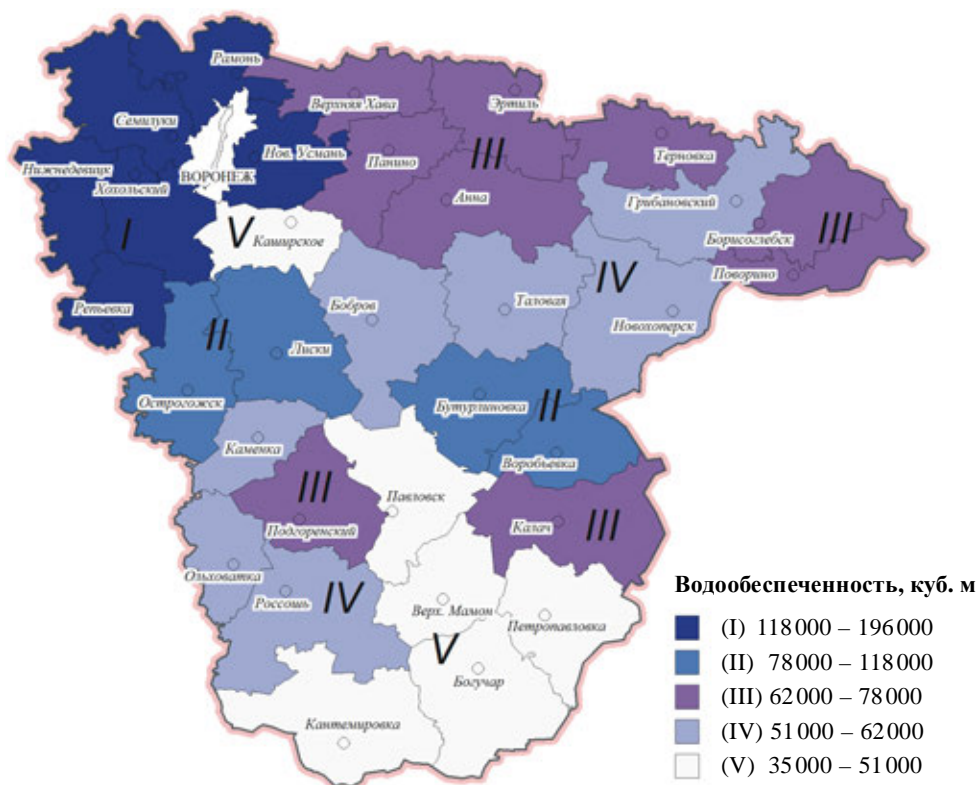 Рамонь
Верхняя Хава
Эртиль
Семилуки
Нов. Усмань
Панино
III
Терновка
Нижнедевицк
Хохольский
ВОРОНЕЖ
Анна
Грибановский
I
V
Каширское
Борисоглебск
III
Поворино
IV
Репьевка
Бобров
Таловая
Новохоперск
II
Лиски
Острогожск
Бутурлиновка
II
Каменка
Воробьевка
III
Павловск
Подгоренский
Калач
III
Ольховатка
Россошь
IV
Верх. Мамон
Петропавловка
V
Богучар
Кантемировка
Водообеспеченность, куб. м
(I) 118 000 – 196 000
(II) 78 000 – 118 000
(III) 62 000 – 78 000
(IV) 51 000 – 62 000
(V) 35 000 – 51 000